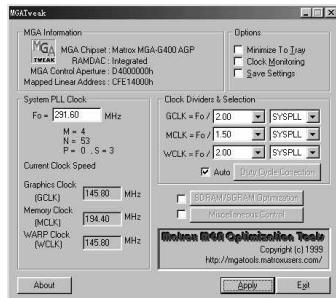 MGATweak
MGA Information
MGA TWEAK
MGA Chipset : Matrox MGA-G400 AGP
RAMDAC : Integrated
MGA Control Aperture : D4000000h
Mapped Linear Address : CFE14000h
Options
Minimize To Tray
Clock Monitoring
Save Settings
System PLL Clock
Fo = 291.60 MHz
M = 4
N = 53
P = 0 . S = 3
Current Clock Speed
Graphics Clock (GCLK) 145.80 MHz
Memory Clock (MCLK) 194.40 MHz
WARP Clock (WCLK) 145.80 MHz
Clock Dividers & Selection
GCLK = Fo / 2.00 SYSPLL
MCLK = Fo / 1.50 SYSPLL
WCLK = Fo / 2.00 SYSPLL
Auto Duty Cycle Correction
SDRAM/SGRAM Optimization
Miscellaneous Control
Matrox MGA Optimization Tools
Copyright (c) 1999
http://mgatools.matroxusers.com/
About
Apply
Exit